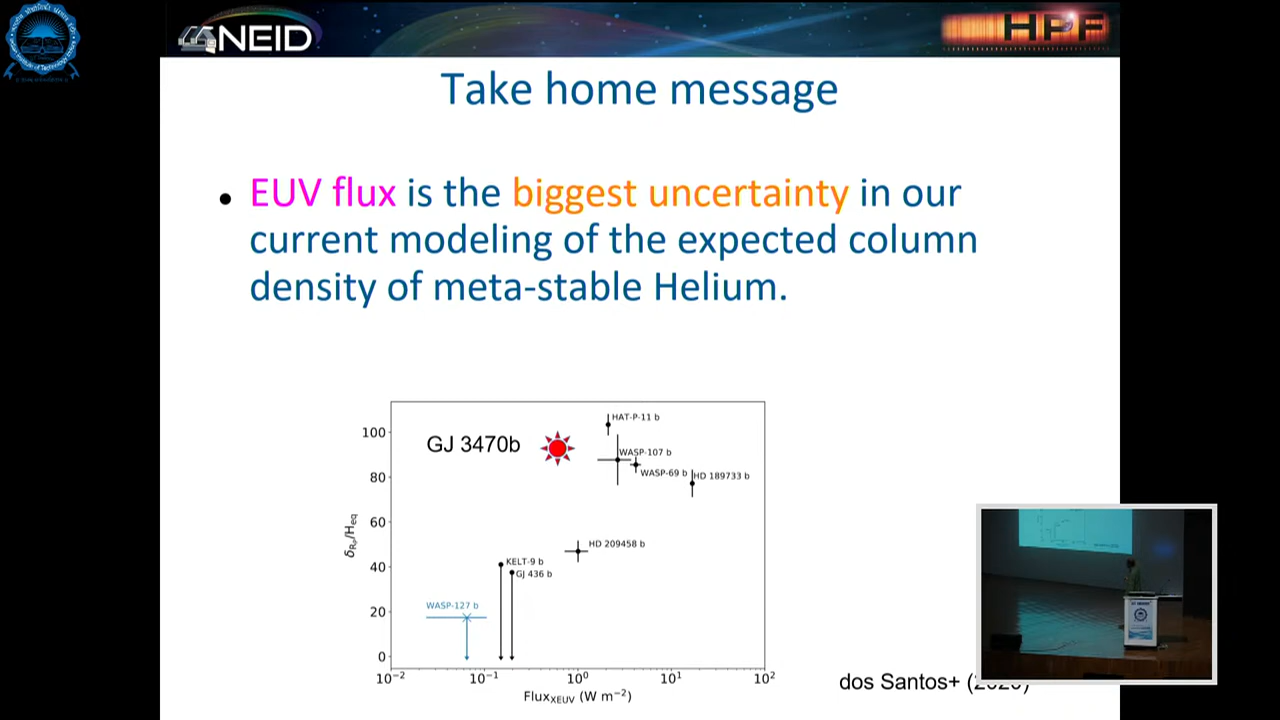 NEID
HPF
Take home message
• EUV flux is the biggest uncertainty in our
current modeling of the expected column
density of meta-stable Helium.
GJ 3470b
HAT-P-11 b
WASP-107 b
WASP-69 b
HD 189733 b
HD 209458 b
KELT-9 b
GJ 436 b
WASP-127 b
100
80
60
40
20
0
δRₚ/Heq
10⁻² 10⁻¹ 10⁰ 10¹ 10²
FluxXEUV (W m⁻²)
dos Santos+